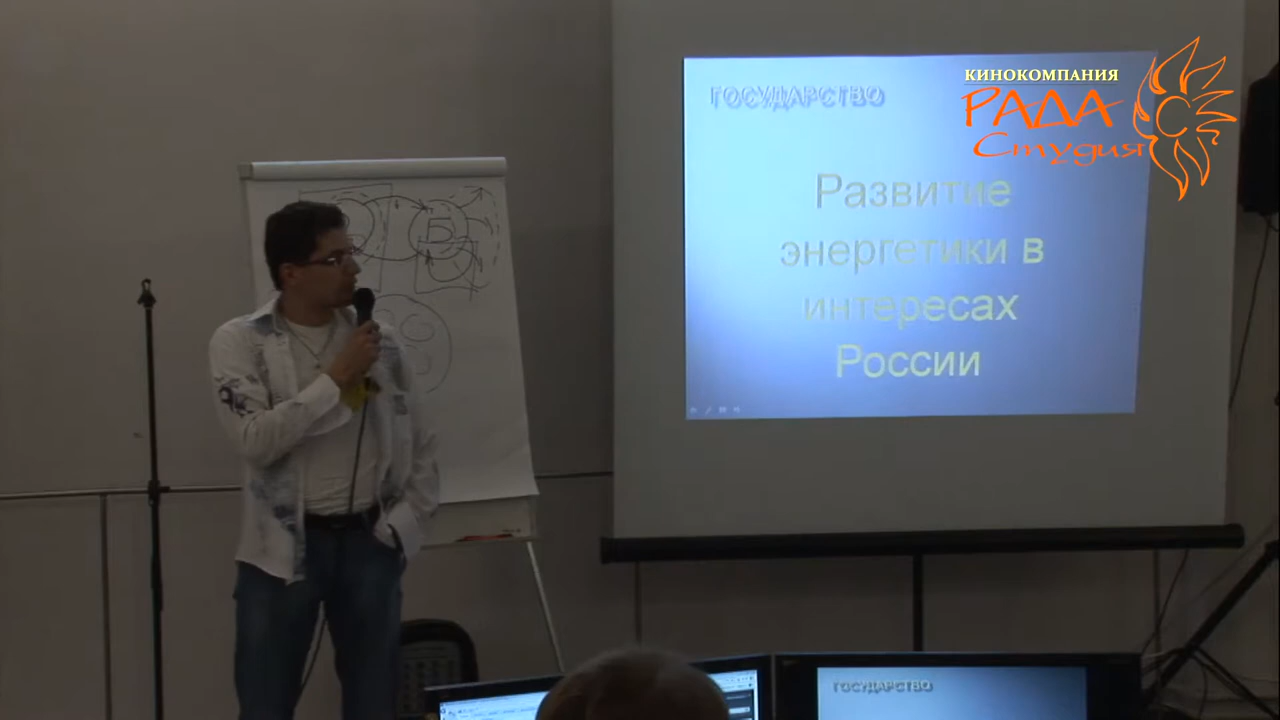 КИНОКОМПАНИЯ
РАДА
Студия
ГОСУДАРСТВО
Развитие
энергетики в
интересах
России
Б
ГОСУДАРСТВО